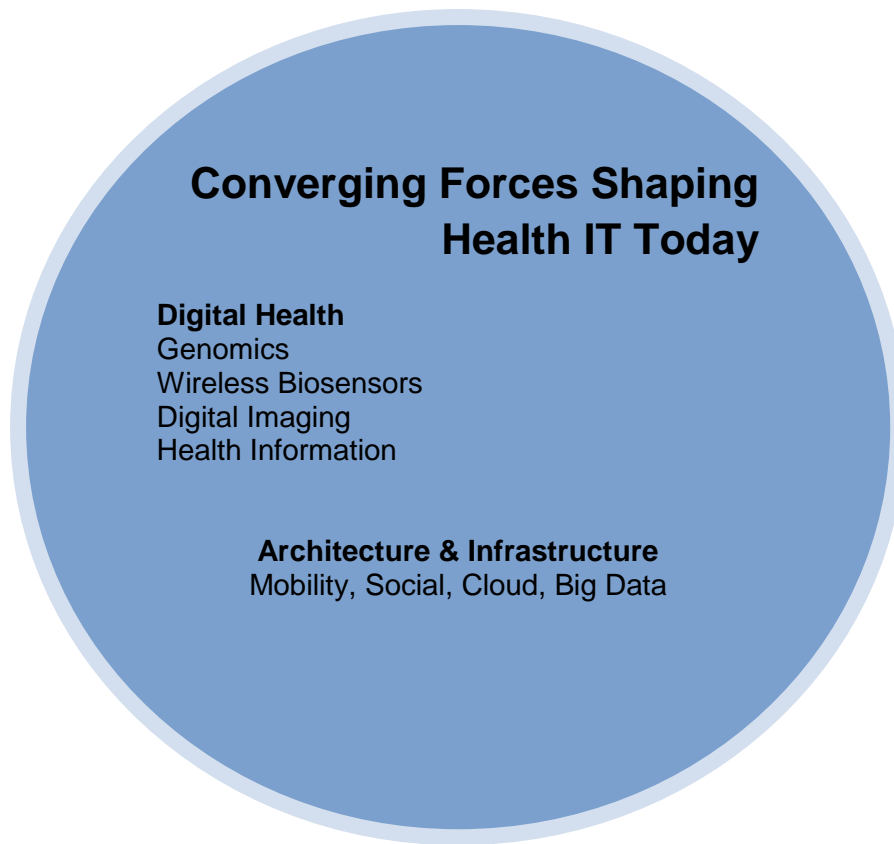 Converging Forces Shaping
Health IT Today
Digital Health
Genomics
Wireless Biosensors
Digital Imaging
Health Information
Architecture & Infrastructure
Mobility, Social, Cloud, Big Data